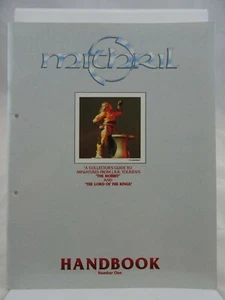 mithril
"A COLLECTOR'S GUIDE TO
MINIATURES FROM J.R.R. TOLKIEN'S
"THE HOBBIT"
AND
"THE LORD OF THE RINGS"
HANDBOOK
Number One